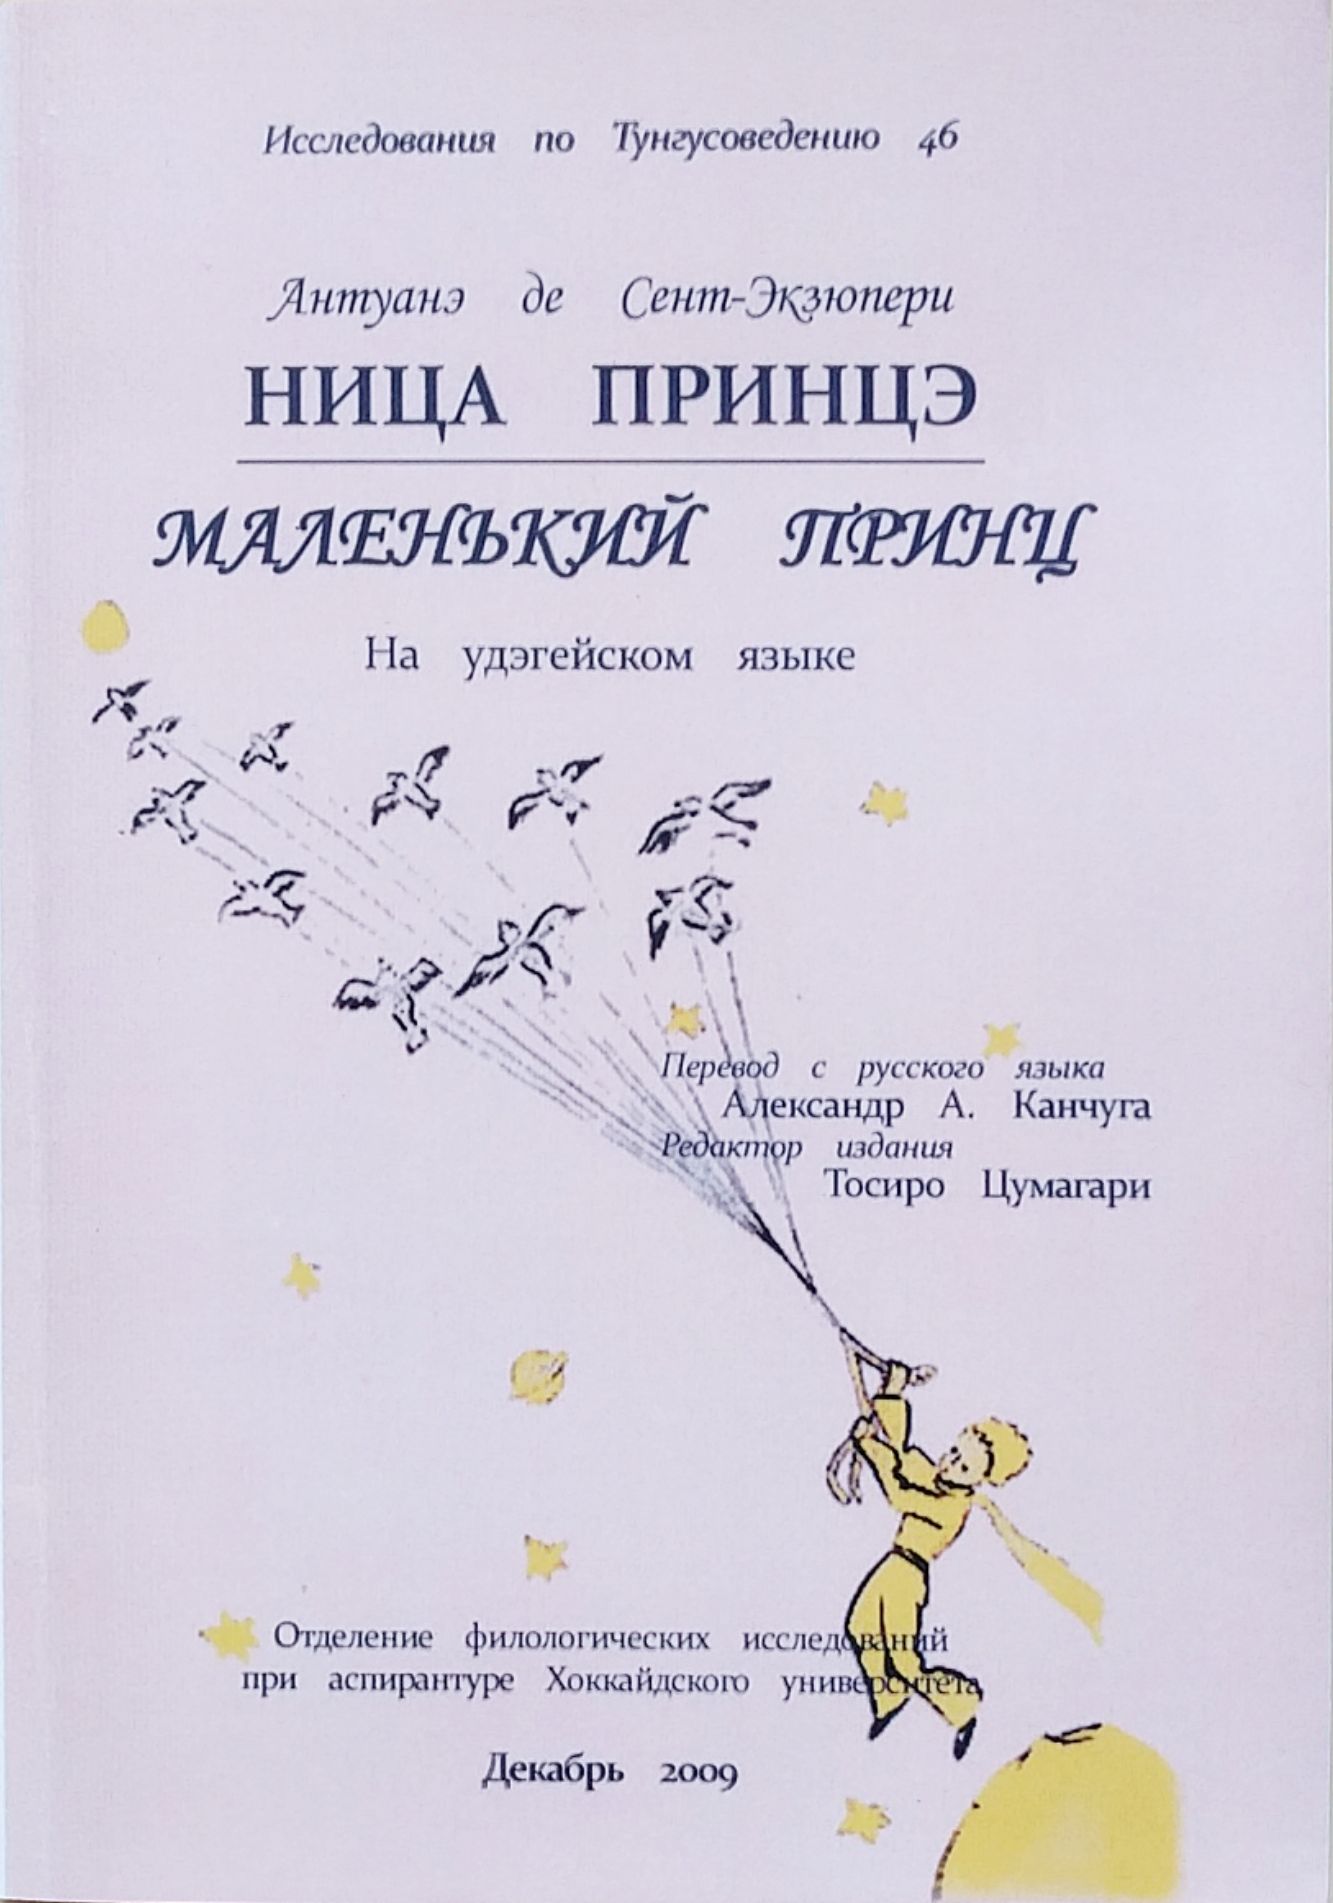 Исследования по Тунгусоведению 46
Антуанэ де Сент-Экзюпери
НИЦА ПРИНЦЭ
МАЛЕНЬКИЙ ПРИНЦ
На удэгейском языке
Перевод с русского языка
Александр А. Канчуга
Редактор издания
Тосиро Цумагари
Отделение филологических исследований
при аспирантуре Хоккайдского университета
Декабрь 2009